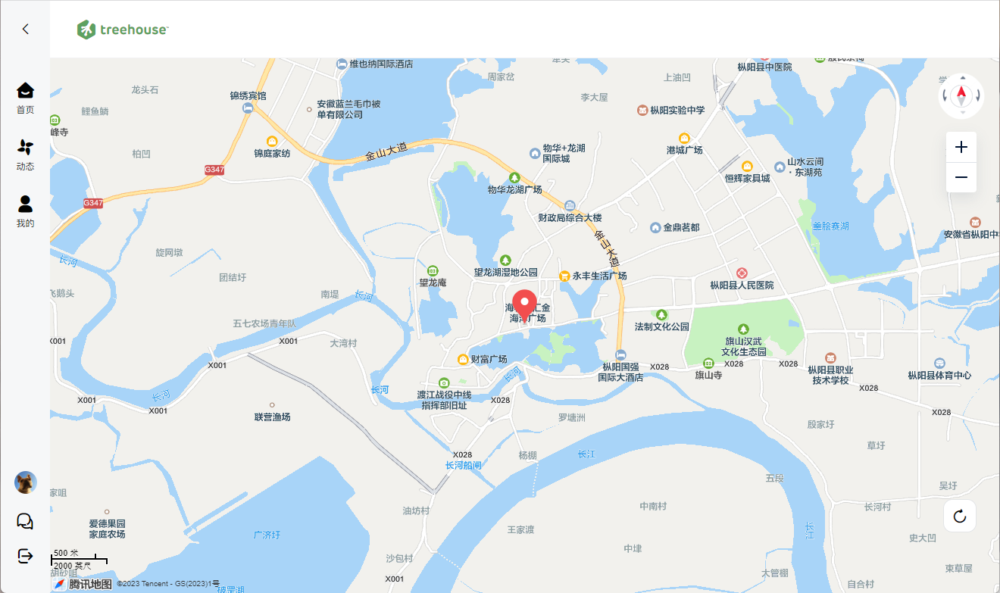 treehouse
首页
动态
我的
维也纳国际酒店
周家岔
上油凹
枞阳县中医院
龙头石
锦绣宾馆
安徽蓝兰毛巾被
单有限公司
李大屋
枞阳实验中学
鲤鱼鳞
峰寺
柏凹
锦庭家纺
金山大道
物华+龙湖
国际城
港城广场
山水云间
·东湖苑
恒辉家具城
G347
物华龙湖广场
G347
财政局综合大楼
金鼎茗都
羹脍赛湖
安徽省枞阳中
金山大道
长河
旋网墩
团结圩
望龙湖湿地公园
望龙庵
永丰生活广场
枞阳县人民医院
飞鹅头
南堤
长河
汇金
广场
法制文化公园
五七农场青年队
旗山汉武
文化生态园
X001
X001
大湾村
X001
财富广场
枞阳国强
国际大酒店
X028
旗山寺
X028
X028
枞阳县职业
技术学校
枞阳县体育中心
长河
长河
长河
X028
渡江战役中线
指挥部旧址
X028
X001
X001
X028
联营渔场
罗塘洲
殷家圩
草圩
X028
长河船闸
杨棚
长江
五段
吴圩
家咀
油坊村
中南村
长河村
爱德果园
家庭农场
广济圩
王家渡
长江
史大凹
中埂
500 米
2000 英尺
胡砂咀
沙包村
束草屋
大管棚
X001
自合村
破罡湖
腾讯地图
©2023 Tencent - GS(2023)1号